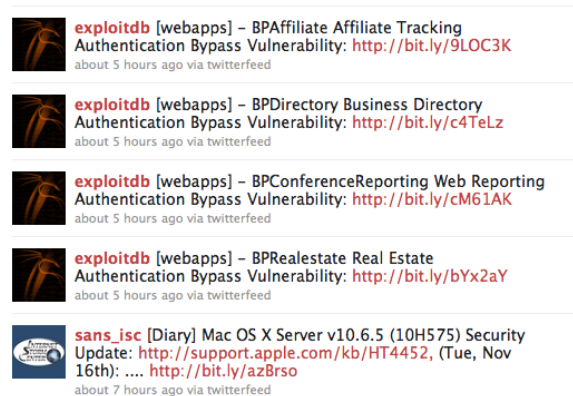 exploitdb [webapps] – BPAffiliate Affiliate Tracking
Authentication Bypass Vulnerability: http://bit.ly/9LOC3K
about 5 hours ago via twitterfeed
exploitdb [webapps] – BPDirectory Business Directory
Authentication Bypass Vulnerability: http://bit.ly/c4TeLz
about 5 hours ago via twitterfeed
exploitdb [webapps] – BPConferenceReporting Web Reporting
Authentication Bypass Vulnerability: http://bit.ly/cM61AK
about 5 hours ago via twitterfeed
exploitdb [webapps] – BPRealestate Real Estate
Authentication Bypass Vulnerability: http://bit.ly/bYx2aY
about 5 hours ago via twitterfeed
INTERNET
STORM
CENTER
sans_isc [Diary] Mac OS X Server v10.6.5 (10H575) Security
Update: http://support.apple.com/kb/HT4452, (Tue, Nov
16th): .... http://bit.ly/azBrso
about 7 hours ago via twitterfeed